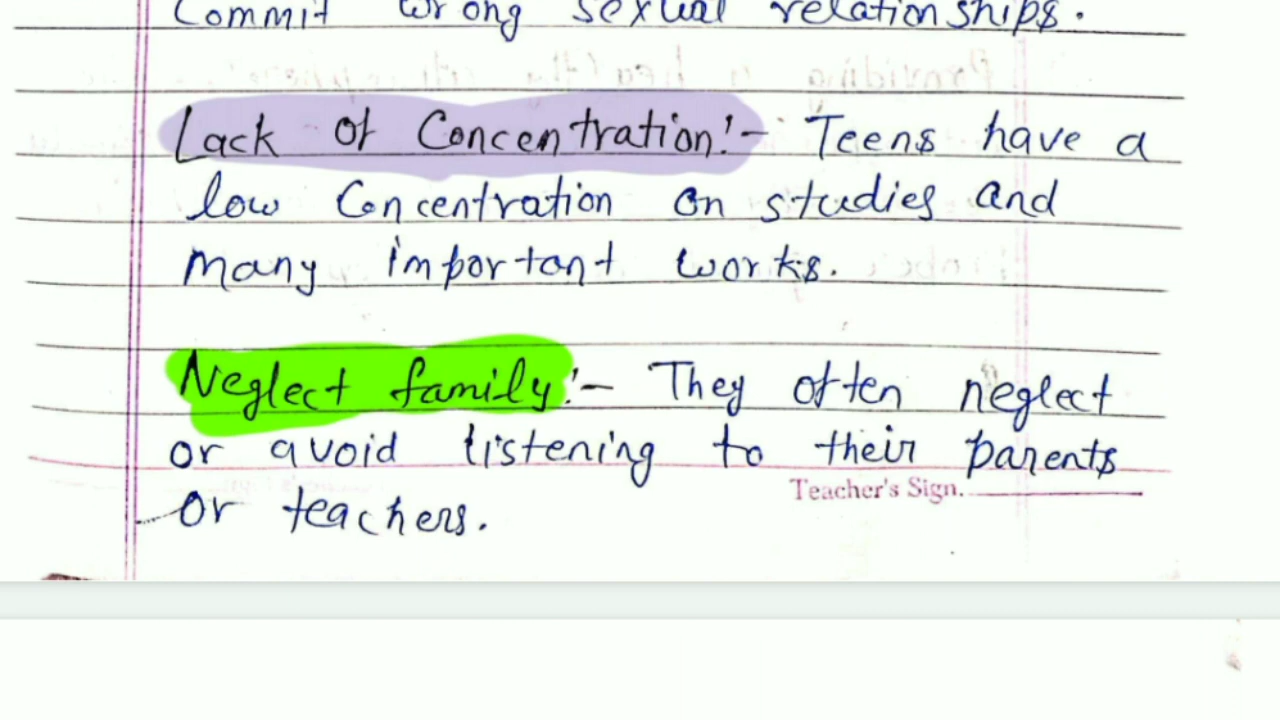 Commit wrong sexual relationships.
Lack of Concentration:- Teens have a
low Concentration on studies and
many important works.
Neglect family:- They often neglect
or avoid listening to their parents
Teacher's Sign.
or teachers.